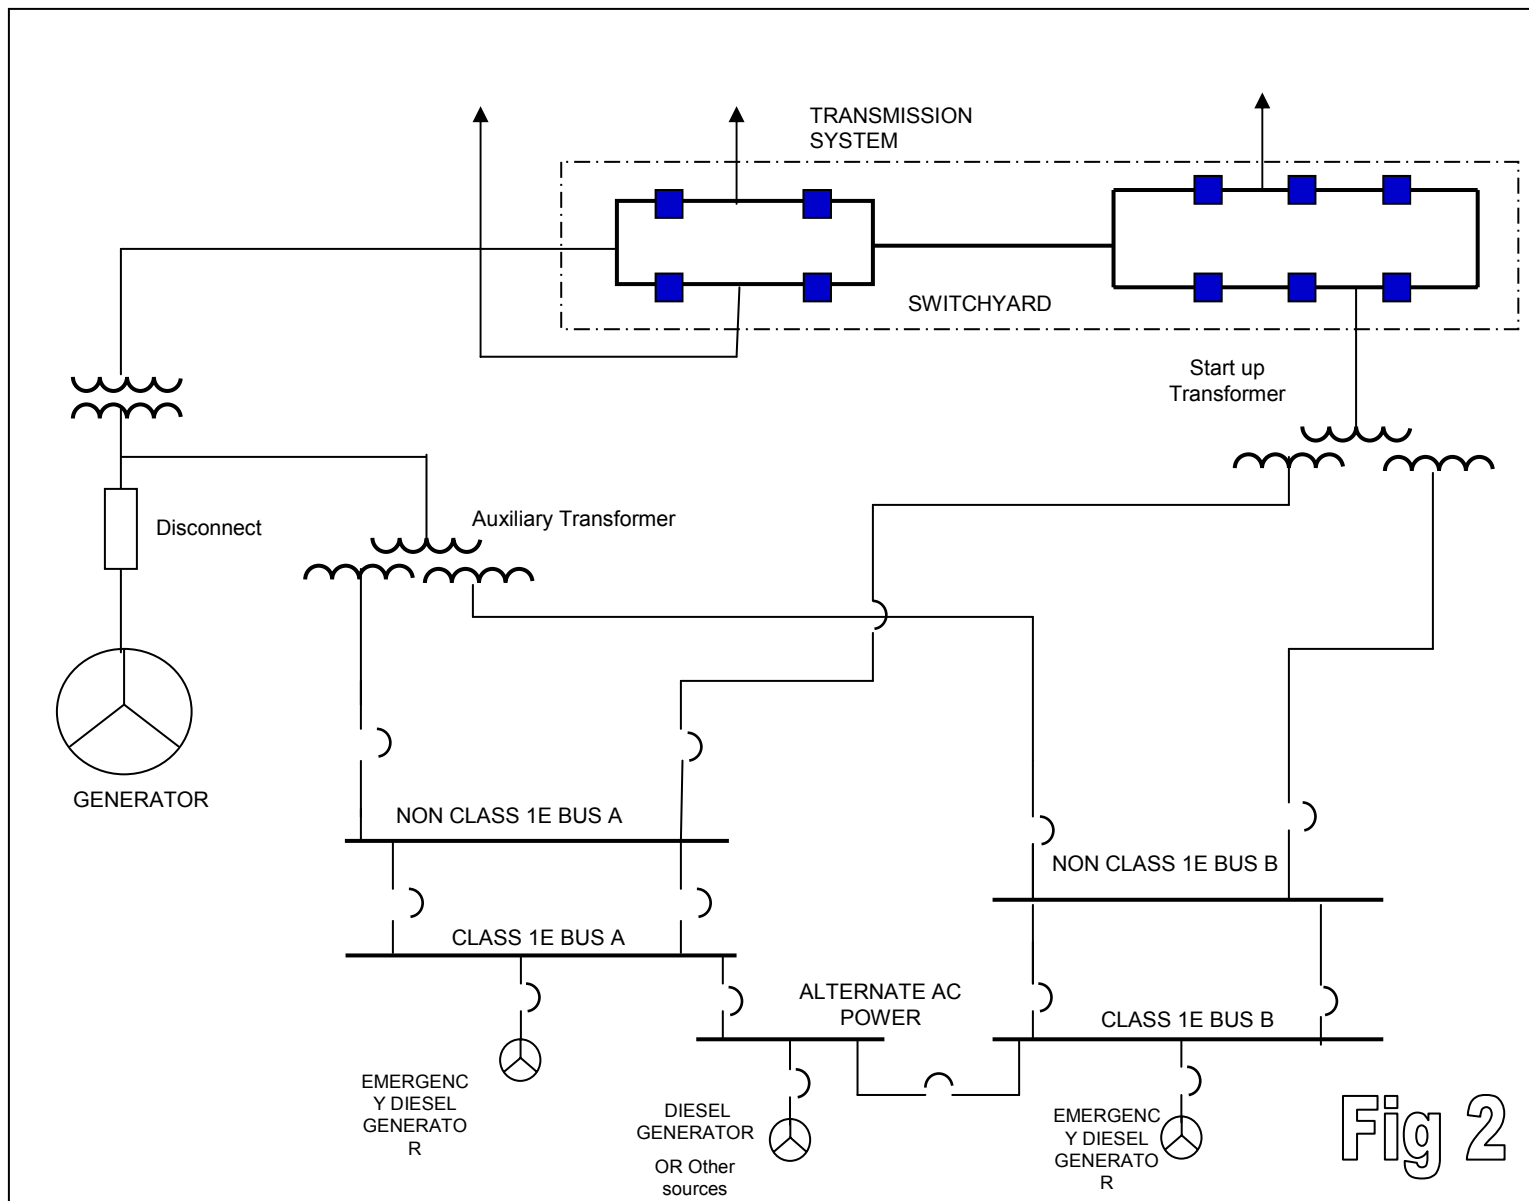 TRANSMISSION
SYSTEM
SWITCHYARD
Start up
Transformer
Disconnect
Auxiliary Transformer
GENERATOR
NON CLASS 1E BUS A
NON CLASS 1E BUS B
CLASS 1E BUS A
ALTERNATE AC
POWER
CLASS 1E BUS B
EMERGENC
Y DIESEL
GENERATO
R
DIESEL
GENERATOR
OR Other
sources
EMERGENC
Y DIESEL
GENERATO
R
Fig 2